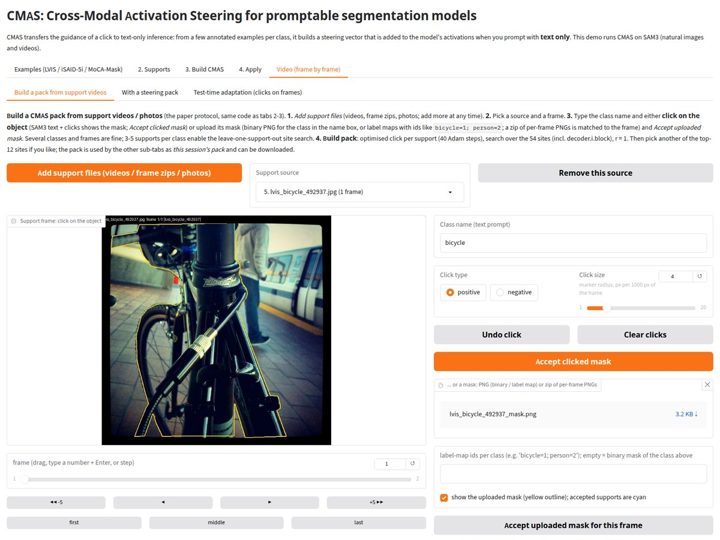 CMAS: Cross-Modal Activation Steering for promptable segmentation models
CMAS transfers the guidance of a click to text-only inference: from a few annotated examples per class, it builds a steering vector that is added to the model's activations when you prompt with text only. This demo runs CMAS on SAM3 (natural images
and videos).
Examples (LVIS / iSAID-5i / MoCA-Mask) 2. Supports 3. Build CMAS 4. Apply Video (frame by frame)
Build a pack from support videos With a steering pack Test-time adaptation (clicks on frames)
Build a CMAS pack from support videos / photos (the paper protocol, same code as tabs 2-3). 1. Add support files (videos, frame zips, photos; add more at any time). 2. Pick a source and a frame. 3. Type the class name and either click on the
object (SAM3 text + clicks shows the mask; Accept clicked mask) or upload its mask (binary PNG for the class in the name box, or label maps with ids like bicycle=1; person=2; a zip of per-frame PNGs is matched to the frame) and Accept uploaded
mask. Several classes and frames are fine; 3-5 supports per class enable the leave-one-support-out site search. 4. Build pack: optimised click per support (40 Adam steps), search over the 54 sites (incl. decoder.i.block), r = 1. Then pick another of the top-
12 sites if you like; the pack is used by the other sub-tabs as this session's pack and can be downloaded.
Add support files (videos / frame zips / photos)
Support source
5. lvis_bicycle_492937.jpg (1 frame)
Remove this source
Support frame: click on the object
Class name (text prompt)
bicycle
Click type
positive negative
Click size
marker radius; px per 1000 px of
the frame
4
1 20
Undo click Clear clicks
Accept clicked mask
... or a mask: PNG (binary / label map) or zip of per-frame PNGs
lvis_bicycle_492937_mask.png 3.2 KB ↓
label-map ids per class (e.g. 'bicycle=1; person=2'); empty = binary mask of the class above
show the uploaded mask (yellow outline); accepted supports are cyan
Accept uploaded mask for this frame
frame (drag, type a number + Enter, or step)
1
1 2
◀◀ -5 ◀ ▶ +5 ▶▶
first middle last